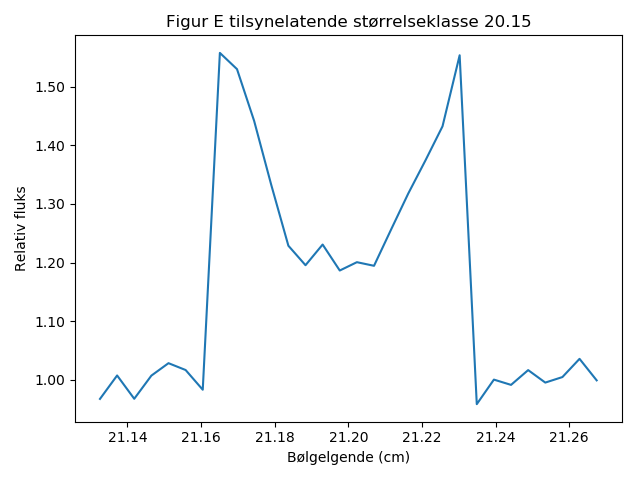 Figur E tilsynelatende størrelseklasse 20.15
Relativ fluks
1.50
1.40
1.30
1.20
1.10
1.00
21.14 21.16 21.18 21.20 21.22 21.24 21.26
Bølgelgende (cm)